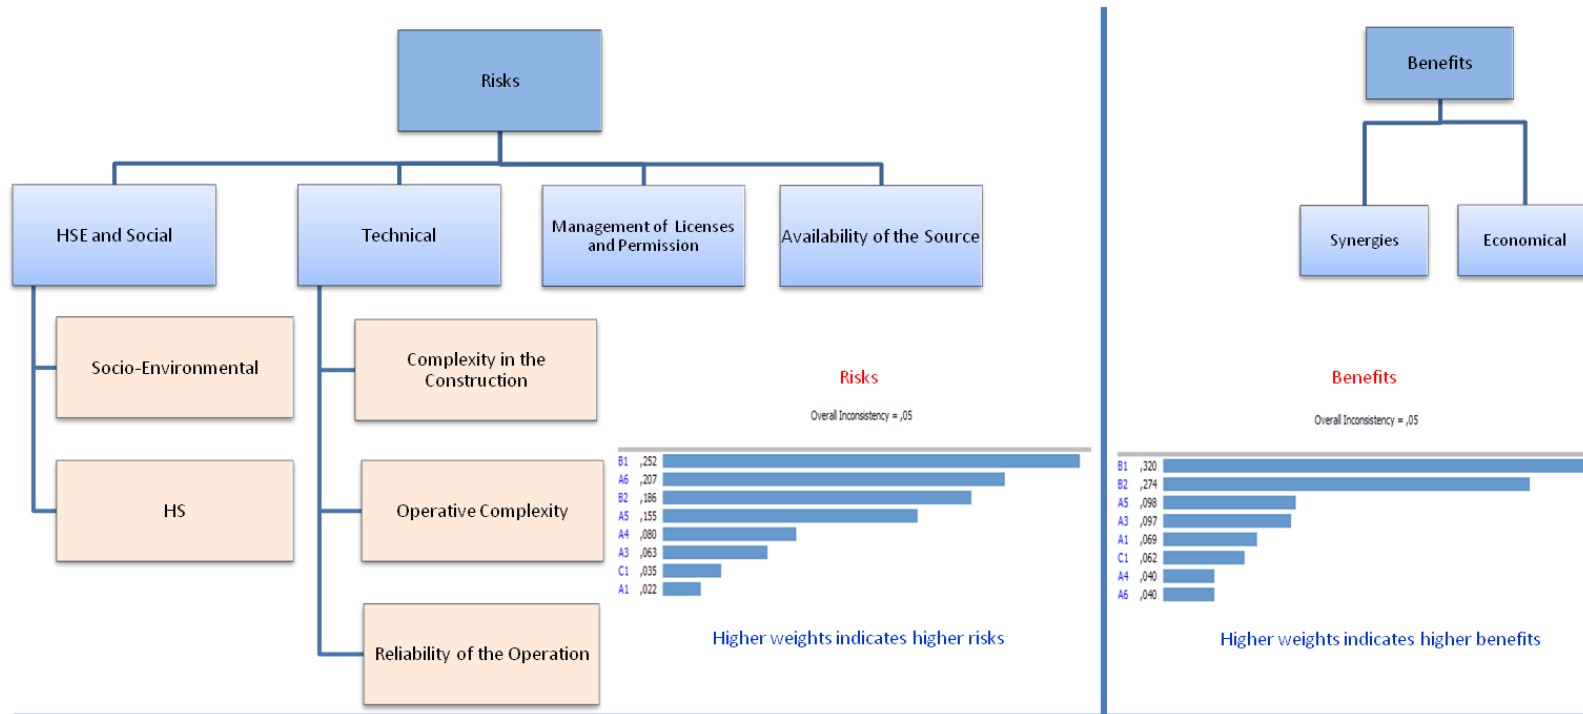 Risks
HSE and Social
Technical
Management of Licenses
and Permission
Availability of the Source
Socio-Environmental
HS
Complexity in the
Construction
Operative Complexity
Reliability of the Operation
Risks
Overall Inconsistency = ,05
B1 ,252
A6 ,207
B2 ,186
A5 ,155
A4 ,080
A3 ,063
C1 ,035
A1 ,022
Higher weights indicates higher risks
Benefits
Synergies
Economical
Benefits
Overall Inconsistency = ,05
B1 ,320
B2 ,274
A5 ,098
A3 ,097
A1 ,069
C1 ,062
A4 ,040
A6 ,040
Higher weights indicates higher benefits